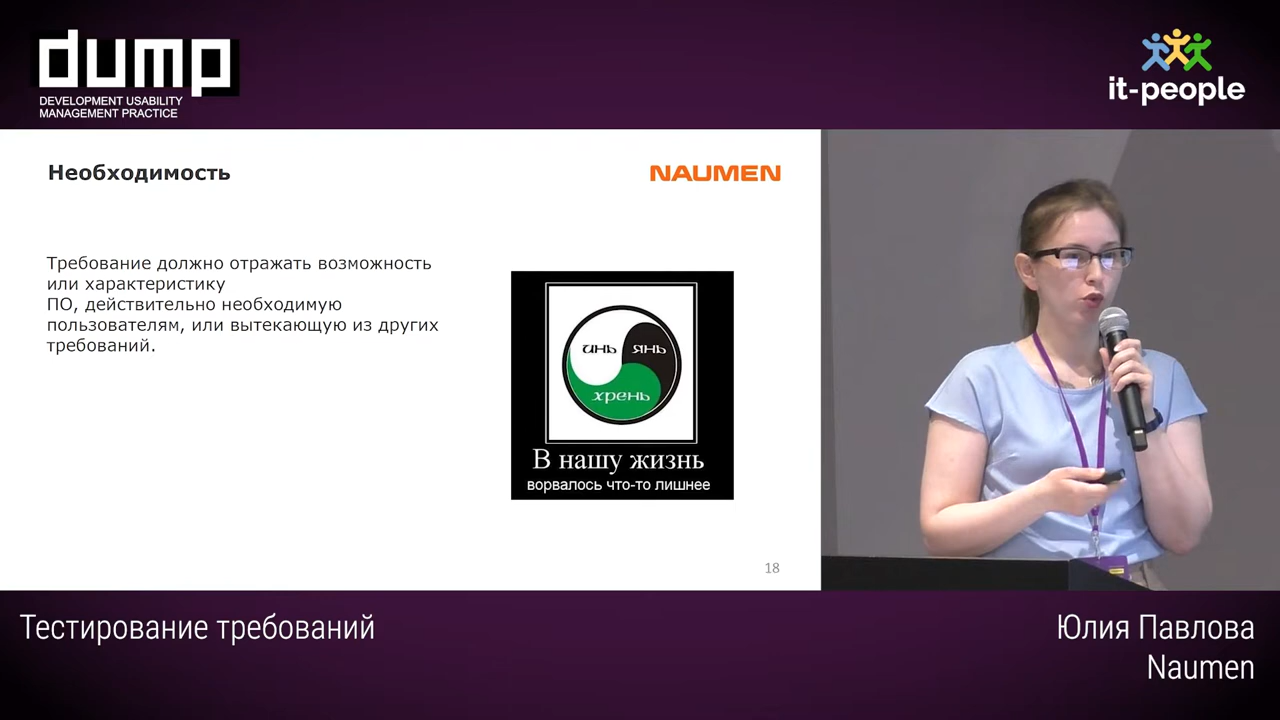 dump
DEVELOPMENT USABILITY
MANAGEMENT PRACTICE
it-people
Необходимость
NAUMEN
Требование должно отражать возможность
или характеристику
ПО, действительно необходимую
пользователям, или вытекающую из других
требований.
инь янь
хрень
В нашу жизнь
ворвалось что-то лишнее
18
Тестирование требований
Юлия Павлова
Naumen